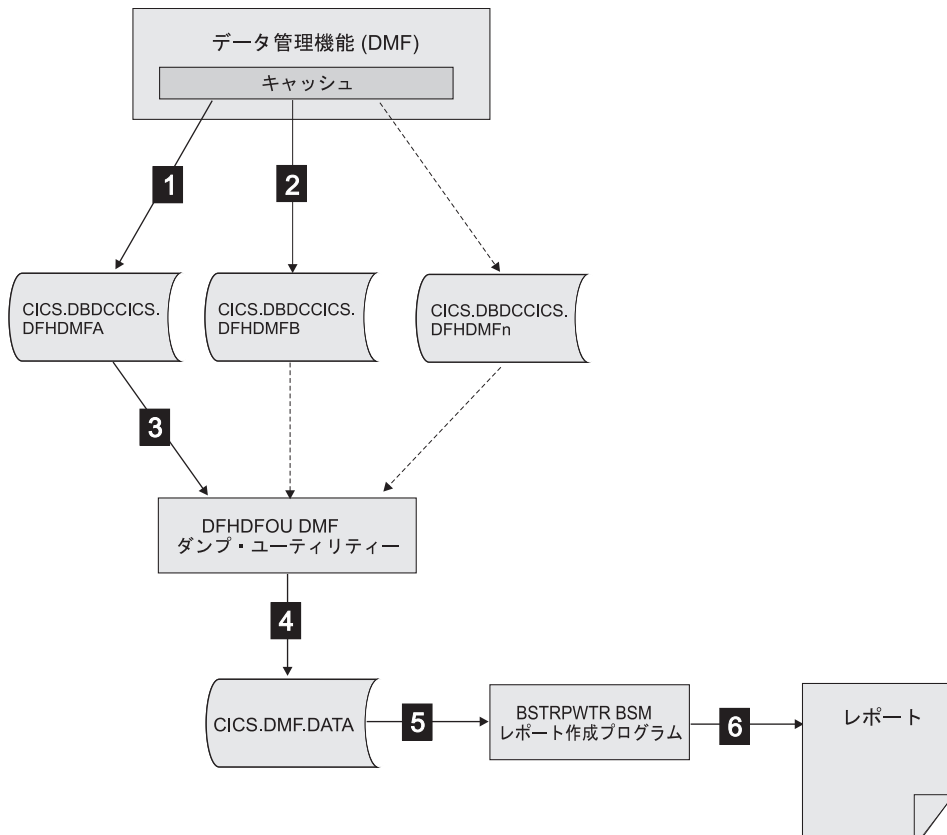 データ管理機能 (DMF)
キャッシュ
1
2
CICS.DBDCCICS.
DFHDMFA
CICS.DBDCCICS.
DFHDMFB
CICS.DBDCCICS.
DFHDMFn
3
DFHDFOU DMF
ダンプ・ユーティリティー
4
CICS.DMF.DATA
5
BSTRPWTR BSM
レポート作成プログラム
6
レポート